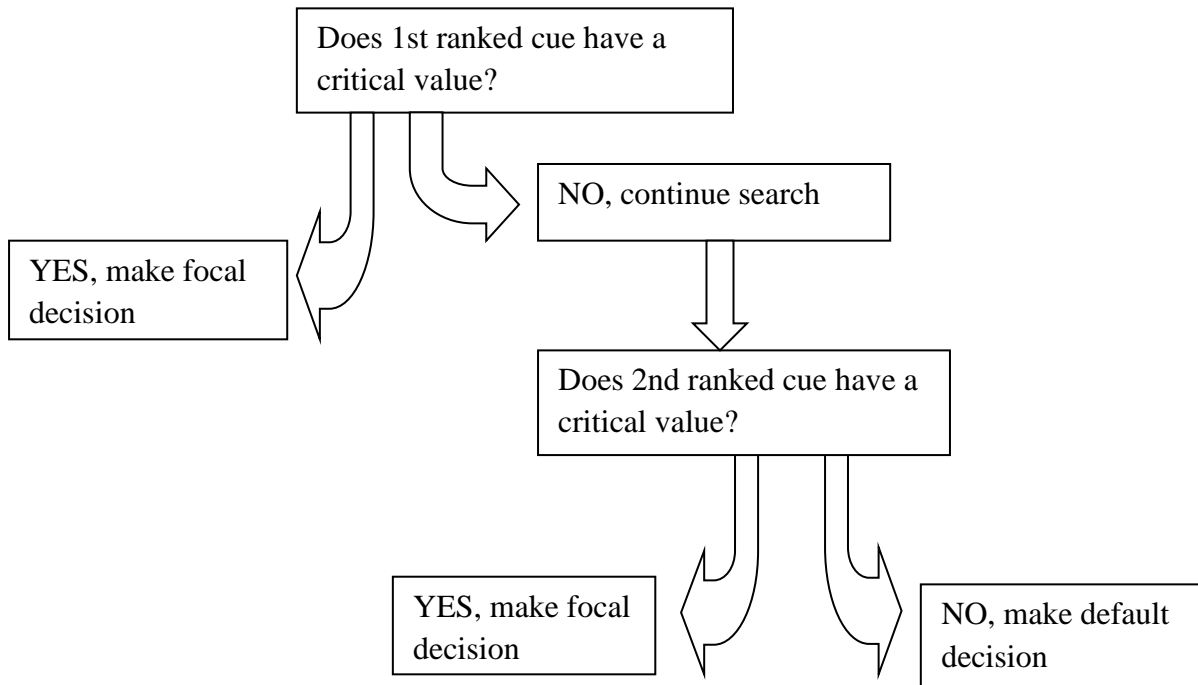 Does 1st ranked cue have a
critical value?
NO, continue search
YES, make focal
decision
Does 2nd ranked cue have a
critical value?
YES, make focal
decision
NO, make default
decision